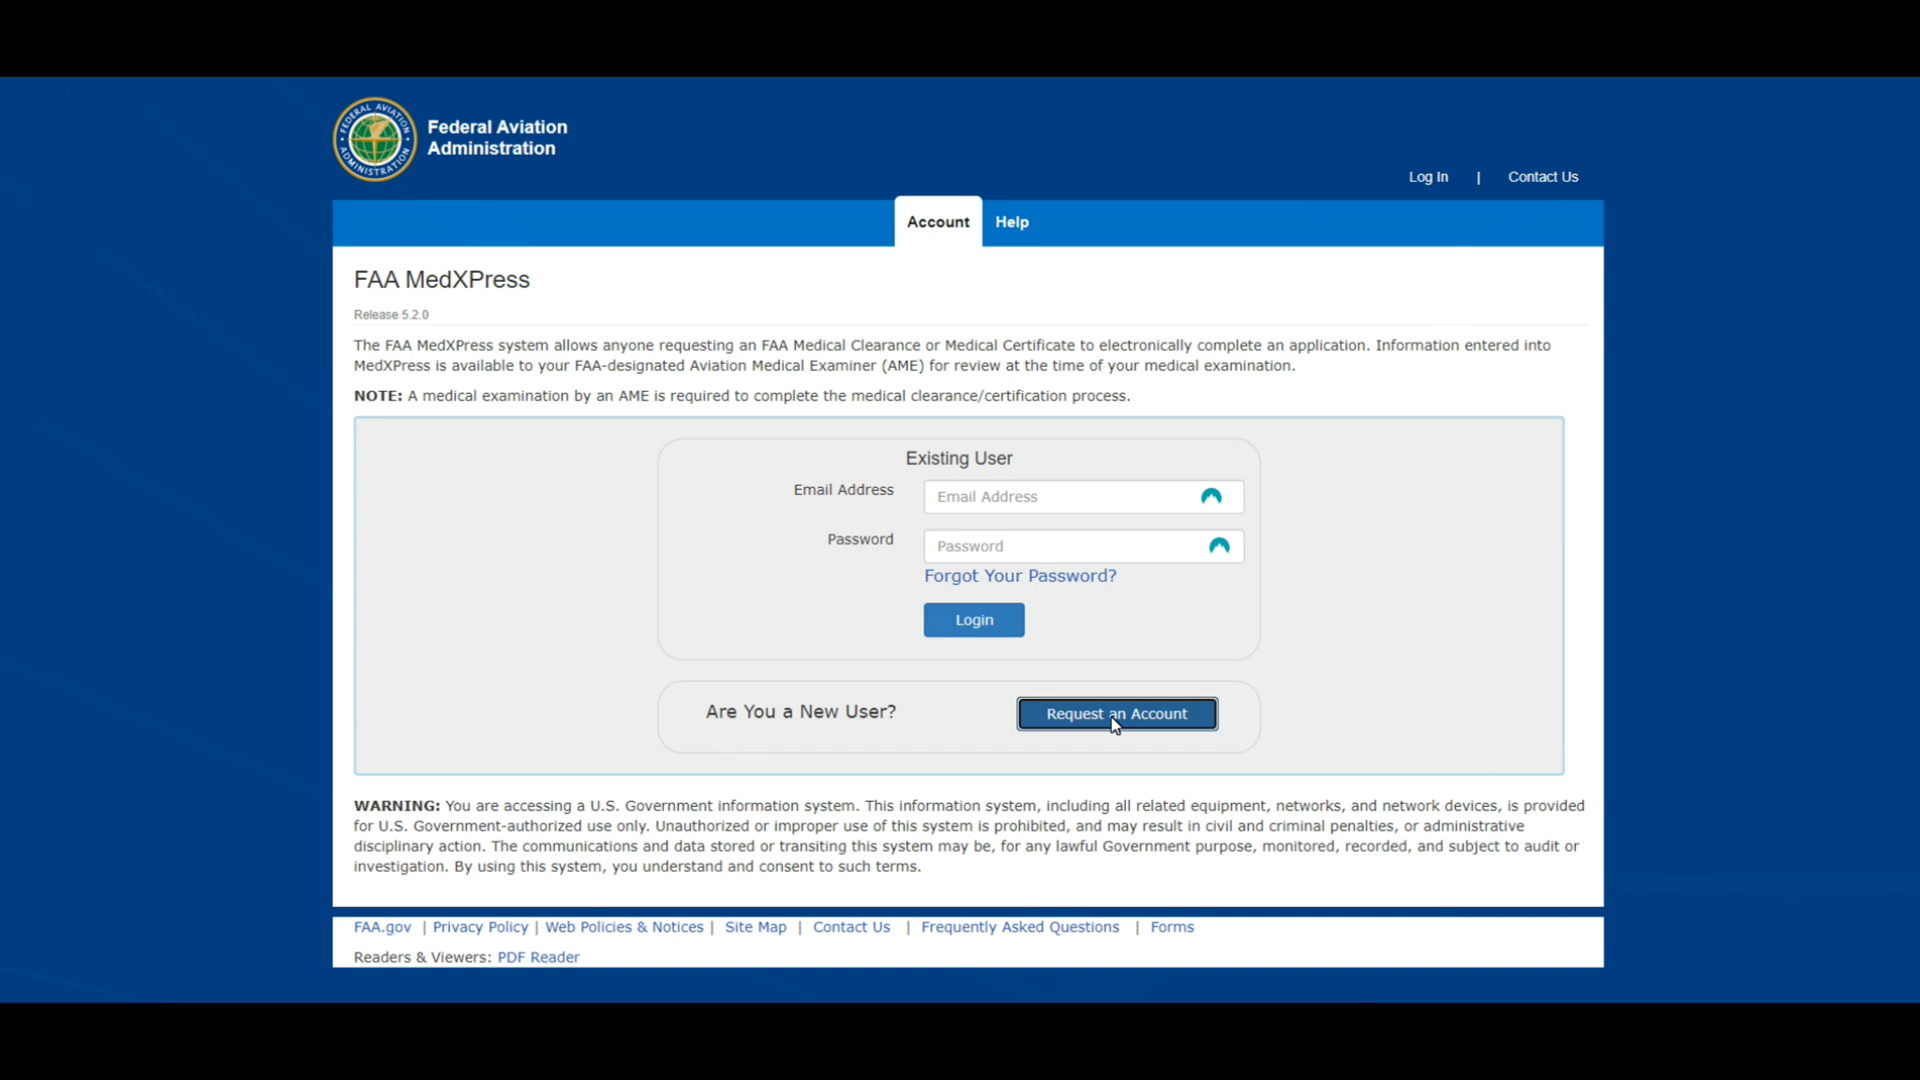 FEDERAL AVIATION
ADMINISTRATION
Federal Aviation
Administration
Log In | Contact Us
Account Help
FAA MedXPress
Release 5.2.0
The FAA MedXPress system allows anyone requesting an FAA Medical Clearance or Medical Certificate to electronically complete an application. Information entered into
MedXPress is available to your FAA-designated Aviation Medical Examiner (AME) for review at the time of your medical examination.
NOTE: A medical examination by an AME is required to complete the medical clearance/certification process.
Existing User
Email Address Email Address
Password Password
Forgot Your Password?
Login
Are You a New User? Request an Account
WARNING: You are accessing a U.S. Government information system. This information system, including all related equipment, networks, and network devices, is provided
for U.S. Government-authorized use only. Unauthorized or improper use of this system is prohibited, and may result in civil and criminal penalties, or administrative
disciplinary action. The communications and data stored or transiting this system may be, for any lawful Government purpose, monitored, recorded, and subject to audit or
investigation. By using this system, you understand and consent to such terms.
FAA.gov | Privacy Policy | Web Policies & Notices | Site Map | Contact Us | Frequently Asked Questions | Forms
Readers & Viewers: PDF Reader